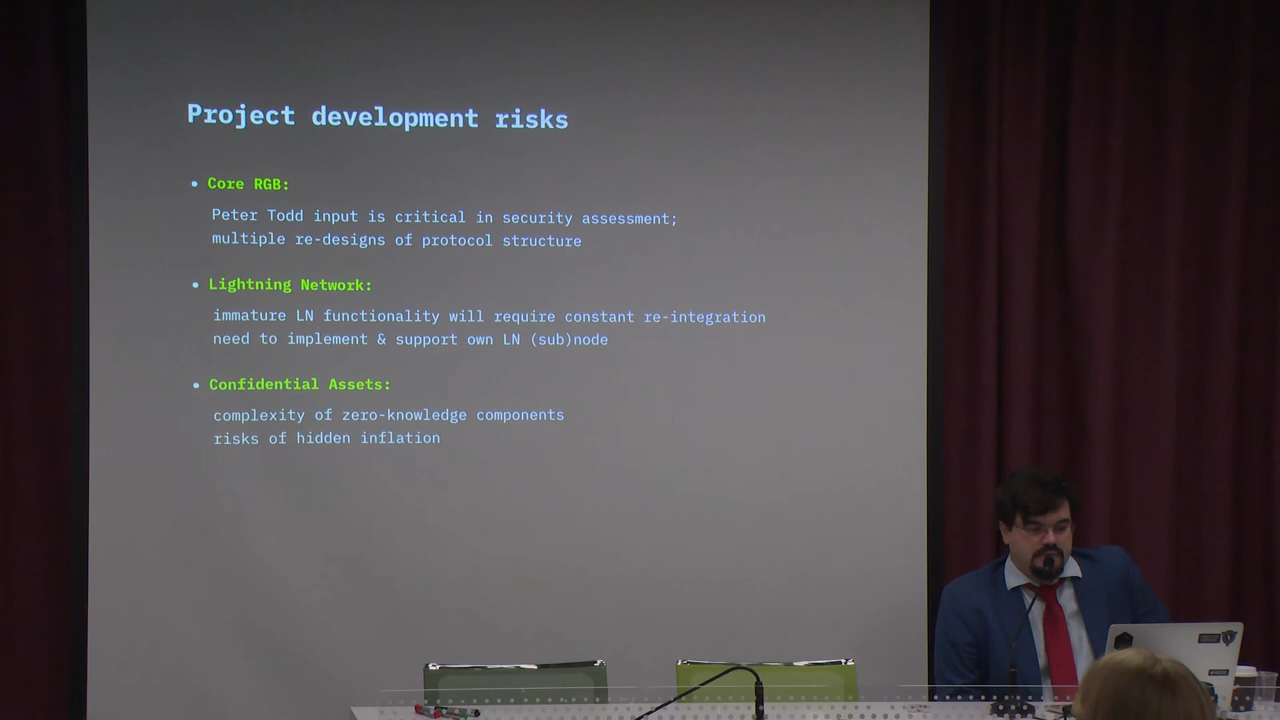 Project development risks
• Core RGB:
Peter Todd input is critical in security assessment;
multiple re-designs of protocol structure
• Lightning Network:
immature LN functionality will require constant re-integration
need to implement & support own LN (sub)node
• Confidential Assets:
complexity of zero-knowledge components
risks of hidden inflation